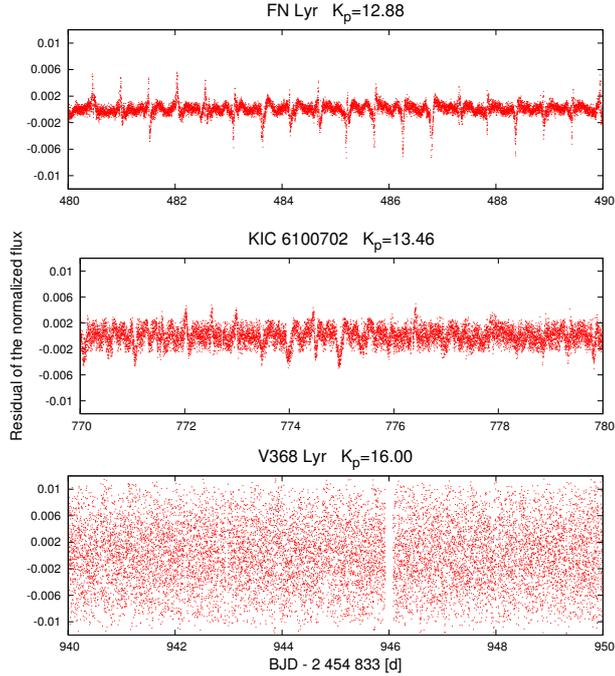 FN Lyr Kp=12.88
0.01
0.006
0.002
-0.002
-0.006
-0.01
480 482 484 486 488 490
KIC 6100702 Kp=13.46
0.01
0.006
0.002
-0.002
-0.006
-0.01
770 772 774 776 778 780
Residual of the normalized flux
V368 Lyr Kp=16.00
0.01
0.006
0.002
-0.002
-0.006
-0.01
940 942 944 946 948 950
BJD - 2 454 833 [d]